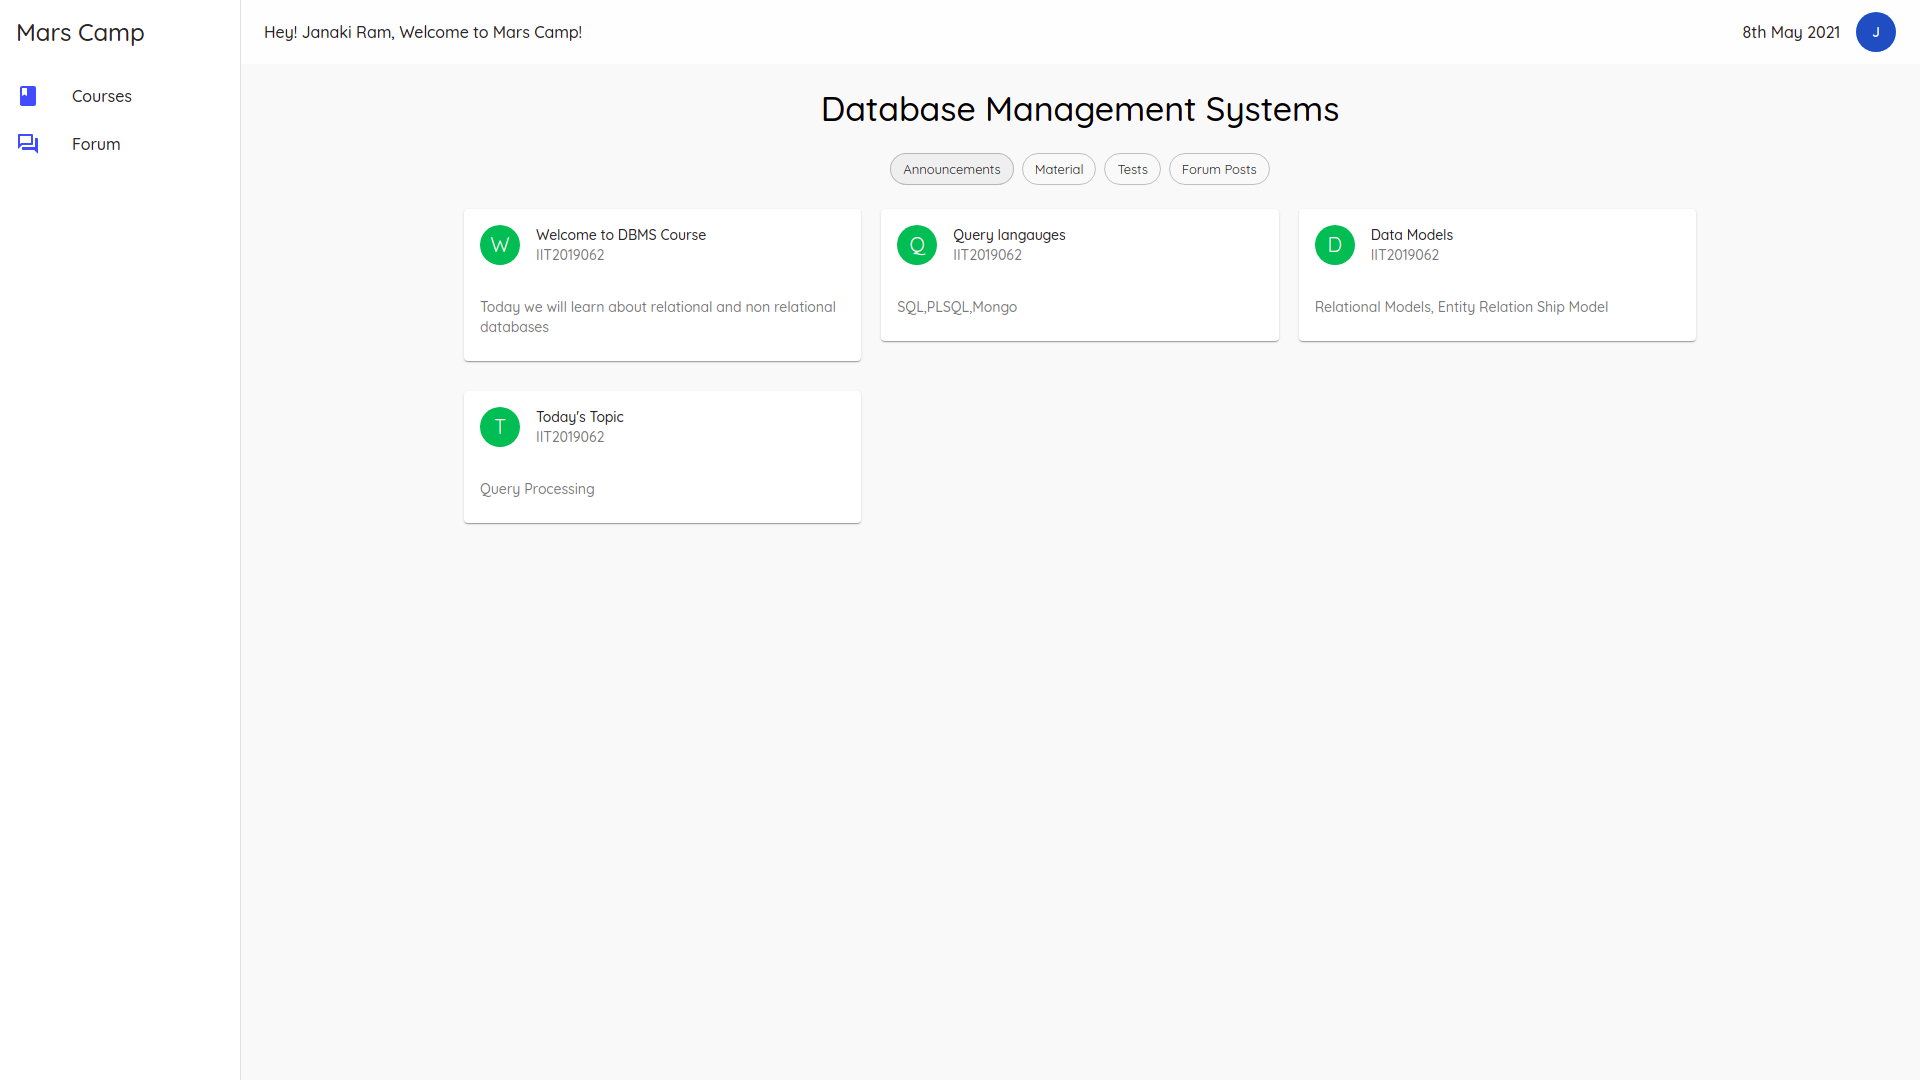 Mars Camp
Courses
Forum
Hey! Janaki Ram, Welcome to Mars Camp!
8th May 2021
J
Database Management Systems
Announcements
Material
Tests
Forum Posts
W
Welcome to DBMS Course
IIT2019062
Today we will learn about relational and non relational
databases
Q
Query langauges
IIT2019062
SQL,PLSQL,Mongo
D
Data Models
IIT2019062
Relational Models, Entity Relation Ship Model
T
Today's Topic
IIT2019062
Query Processing